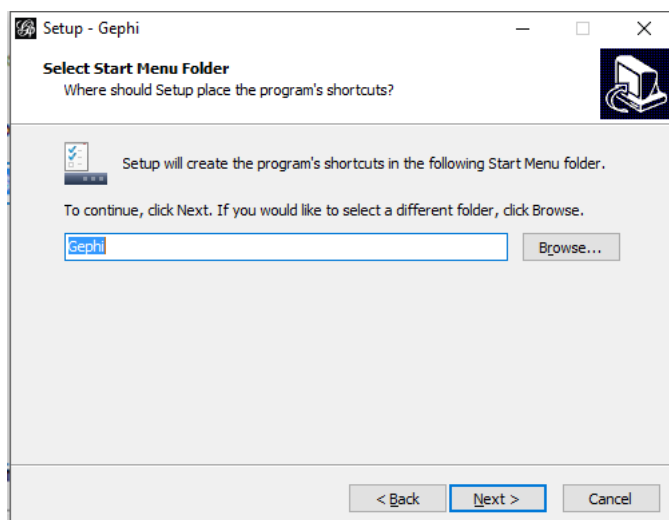 Setup - Gephi
Select Start Menu Folder
Where should Setup place the program's shortcuts?
Setup will create the program's shortcuts in the following Start Menu folder.
To continue, click Next. If you would like to select a different folder, click Browse.
Gephi
Browse...
< Back
Next >
Cancel